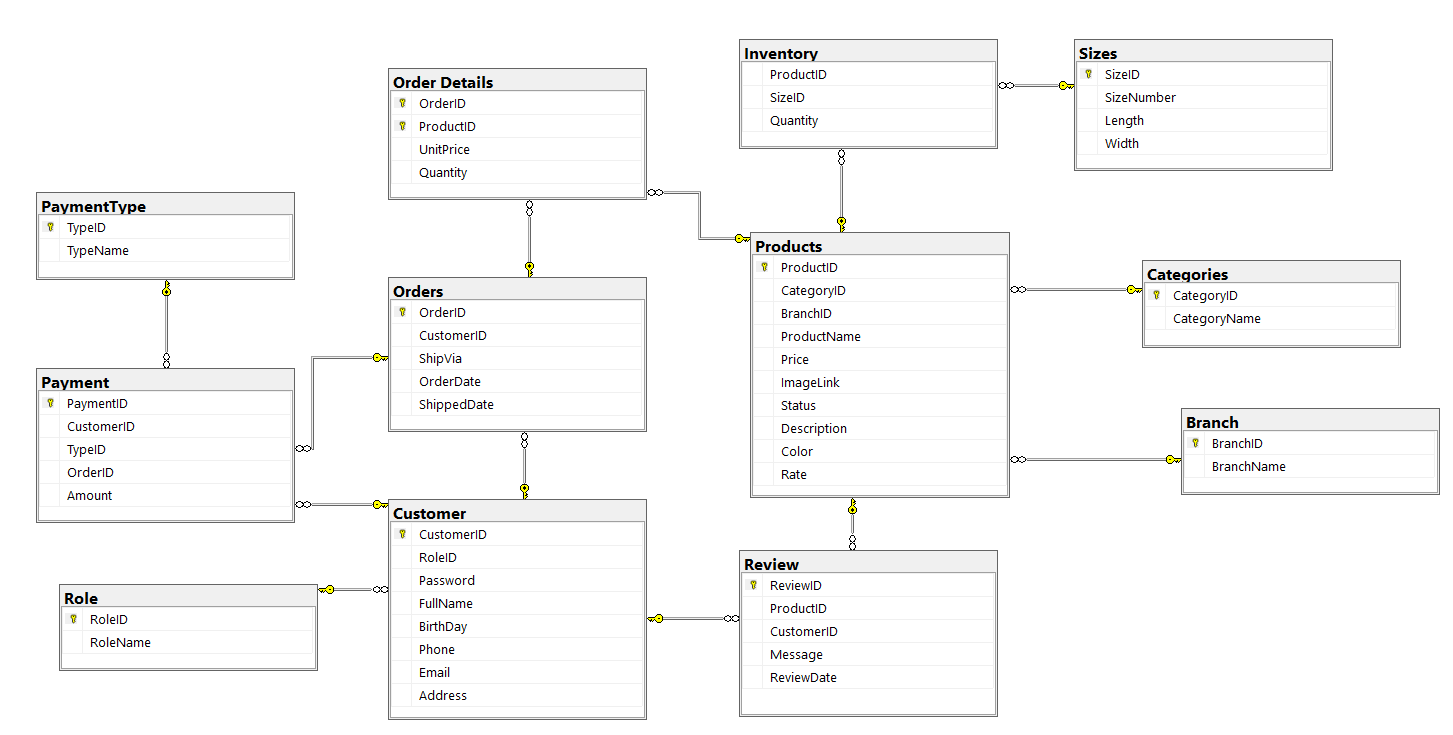 Inventory
ProductID
SizeID
Quantity
Sizes
SizeID
SizeNumber
Length
Width
Order Details
OrderID
ProductID
UnitPrice
Quantity
PaymentType
TypeID
TypeName
Products
ProductID
CategoryID
BranchID
ProductName
Price
ImageLink
Status
Description
Color
Rate
Categories
CategoryID
CategoryName
Orders
OrderID
CustomerID
ShipVia
OrderDate
ShippedDate
Payment
PaymentID
CustomerID
TypeID
OrderID
Amount
Branch
BranchID
BranchName
Customer
CustomerID
RoleID
Password
FullName
BirthDay
Phone
Email
Address
Review
ReviewID
ProductID
CustomerID
Message
ReviewDate
Role
RoleID
RoleName